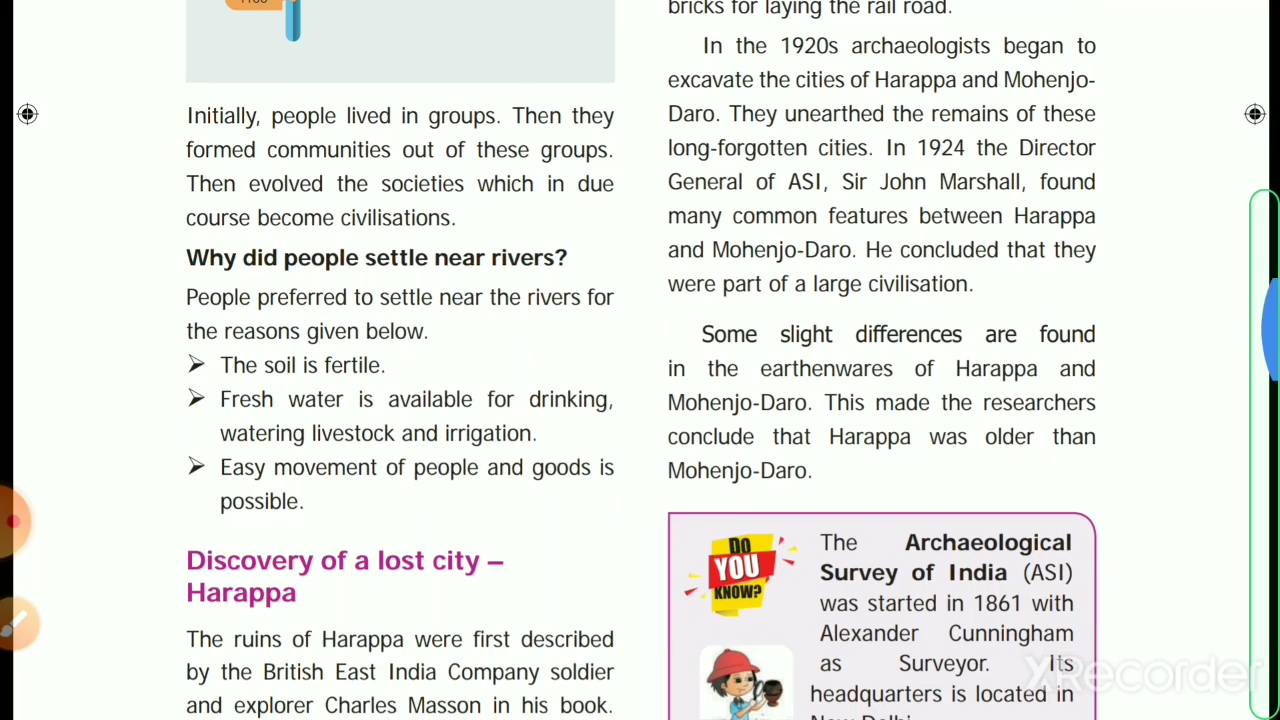 Initially, people lived in groups. Then they
formed communities out of these groups.
Then evolved the societies which in due
course become civilisations.
Why did people settle near rivers?
People preferred to settle near the rivers for
the reasons given below.
➢ The soil is fertile.
➢ Fresh water is available for drinking,
watering livestock and irrigation.
➢ Easy movement of people and goods is
possible.
Discovery of a lost city –
Harappa
The ruins of Harappa were first described
by the British East India Company soldier
and explorer Charles Masson in his book.
bricks for laying the rail road.
In the 1920s archaeologists began to
excavate the cities of Harappa and Mohenjo-
Daro. They unearthed the remains of these
long-forgotten cities. In 1924 the Director
General of ASI, Sir John Marshall, found
many common features between Harappa
and Mohenjo-Daro. He concluded that they
were part of a large civilisation.
Some slight differences are found
in the earthenwares of Harappa and
Mohenjo-Daro. This made the researchers
conclude that Harappa was older than
Mohenjo-Daro.
DO
YOU
KNOW?
The Archaeological
Survey of India (ASI)
was started in 1861 with
Alexander Cunningham
as Surveyor. Its
headquarters is located in
New Delhi
XRecorder